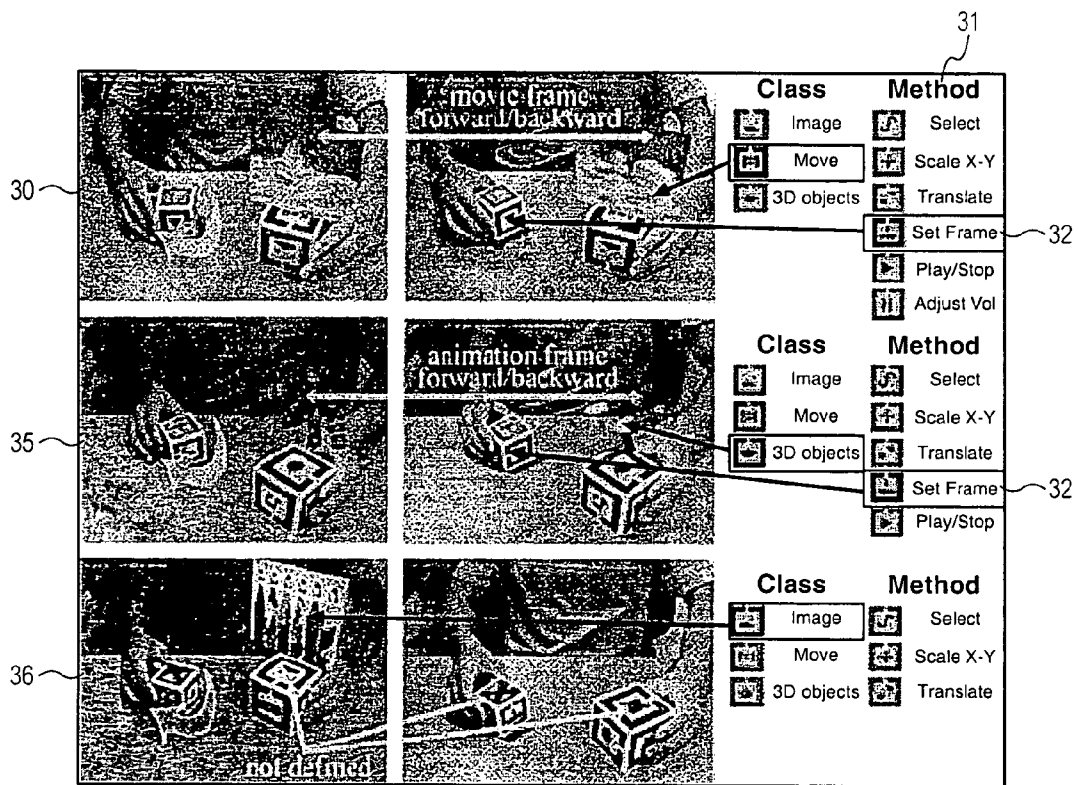 31
movie frame
forward/backward
Class Method
Image Select
Move Scale X-Y
3D objects Translate
Set Frame
Play/Stop
Adjust Vol
30
32
animation frame
forward/backward
Class Method
Image Select
Move Scale X-Y
3D objects Translate
Set Frame
Play/Stop
35
32
Class Method
Image Select
Move Scale X-Y
3D objects Translate
36
not defined